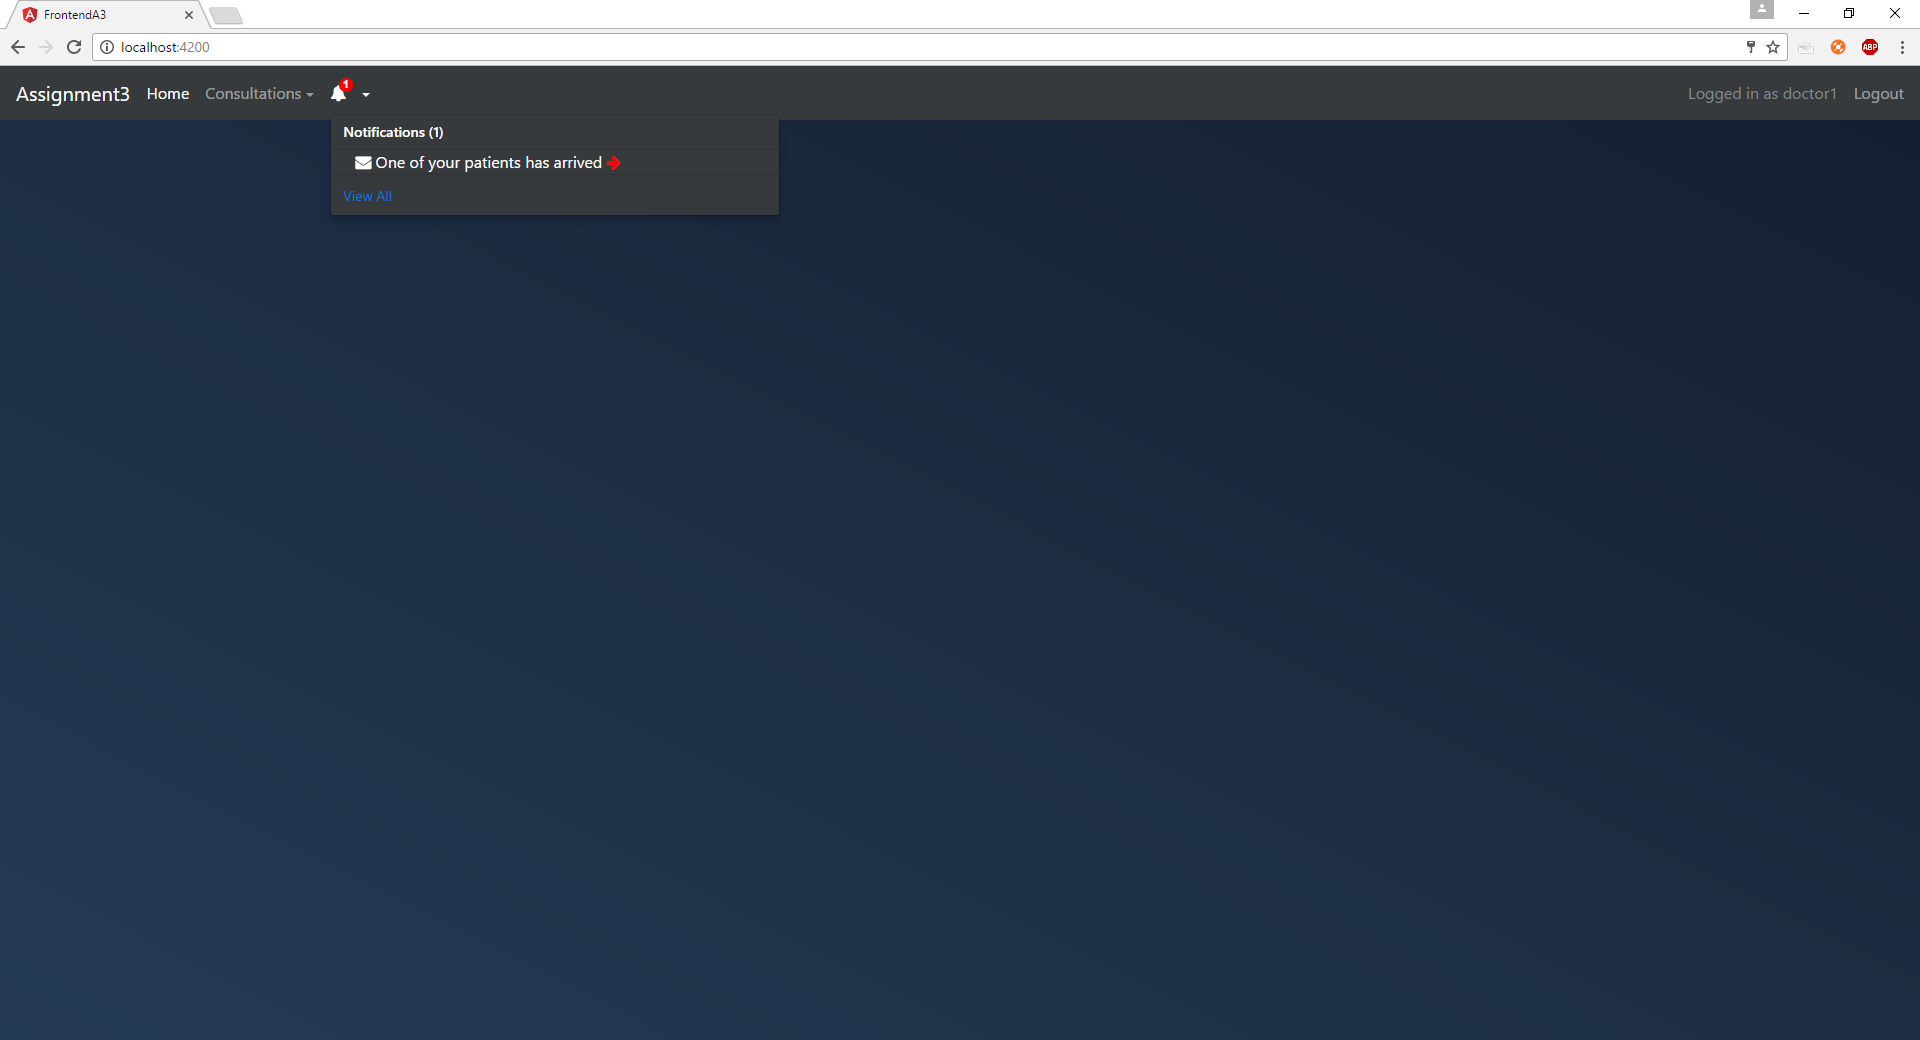 FrontendA3
localhost:4200
ABP
Assignment3 Home Consultations 1 Logged in as doctor1 Logout
Notifications (1)
One of your patients has arrived
View All